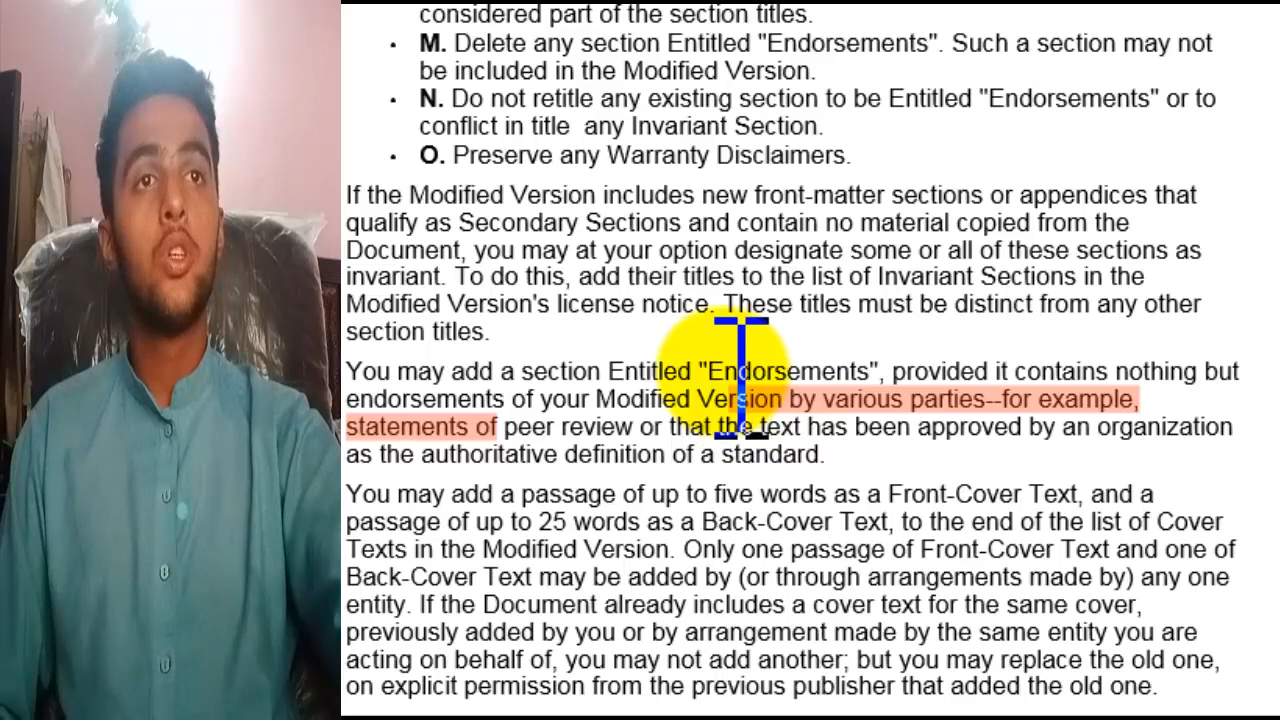 considered part of the section titles.
· M. Delete any section Entitled "Endorsements". Such a section may not
be included in the Modified Version.
· N. Do not retitle any existing section to be Entitled "Endorsements" or to
conflict in title any Invariant Section.
· O. Preserve any Warranty Disclaimers.
If the Modified Version includes new front-matter sections or appendices that
qualify as Secondary Sections and contain no material copied from the
Document, you may at your option designate some or all of these sections as
invariant. To do this, add their titles to the list of Invariant Sections in the
Modified Version's license notice. These titles must be distinct from any other
section titles.
You may add a section Entitled "Endorsements", provided it contains nothing but
endorsements of your Modified Version by various parties--for example,
statements of peer review or that the text has been approved by an organization
as the authoritative definition of a standard.
You may add a passage of up to five words as a Front-Cover Text, and a
passage of up to 25 words as a Back-Cover Text, to the end of the list of Cover
Texts in the Modified Version. Only one passage of Front-Cover Text and one of
Back-Cover Text may be added by (or through arrangements made by) any one
entity. If the Document already includes a cover text for the same cover,
previously added by you or by arrangement made by the same entity you are
acting on behalf of, you may not add another; but you may replace the old one,
on explicit permission from the previous publisher that added the old one.